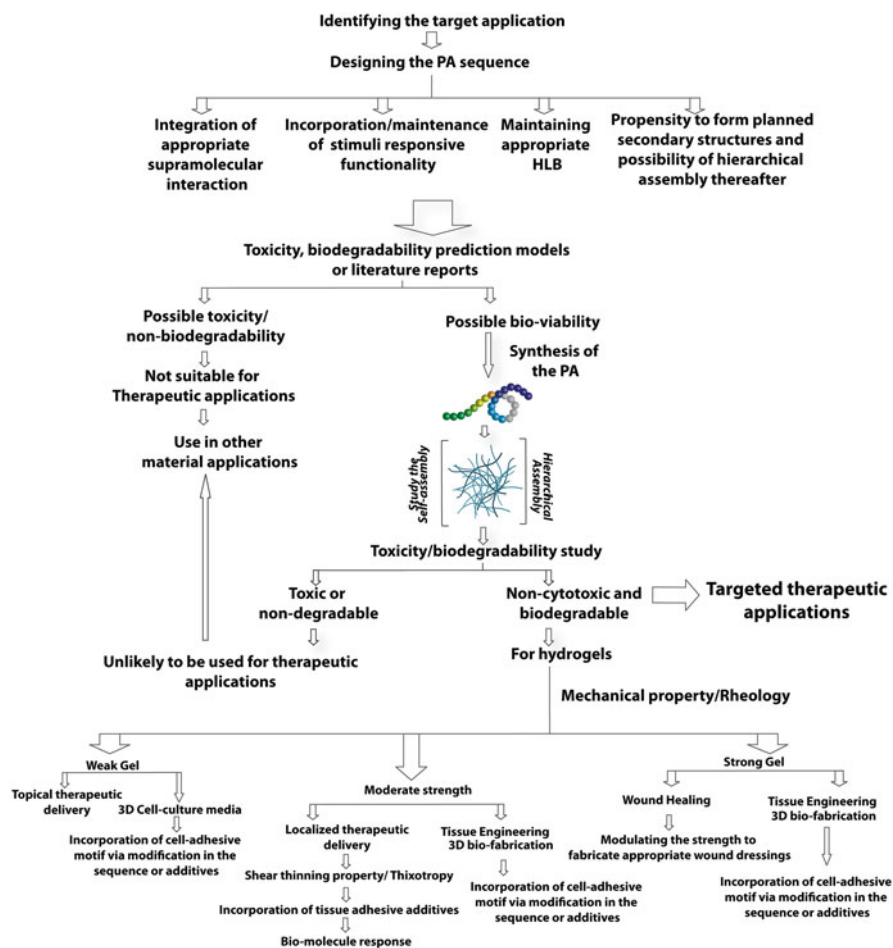 Identifying the target application
Designing the PA sequence
Integration of
appropriate
supramolecular
interaction
Incorporation/maintenance
of stimuli responsive
functionality
Maintaining
appropriate
HLB
Propensity to form planned
secondary structures and
possibility of hierarchical
assembly thereafter
Toxicity, biodegradability prediction models
or literature reports
Possible toxicity/
non-biodegradability
Possible bio-viability
Synthesis of
the PA
Not suitable for
Therapeutic applications
Use in other
material applications
Study the
Self-assembly
Hierarchical
Assembly
Toxicity/biodegradability study
Toxic or
non-degradable
Non-cytotoxic and
biodegradable
Targeted therapeutic
applications
Unlikely to be used for therapeutic
applications
For hydrogels
Mechanical property/Rheology
Weak Gel
Topical therapeutic
delivery
3D Cell-culture media
Incorporation of cell-adhesive
motif via modification in the
sequence or additives
Moderate strength
Localized therapeutic
delivery
Shear thinning property/ Thixotropy
Incorporation of tissue adhesive additives
Bio-molecule response
Tissue Engineering
3D bio-fabrication
Incorporation of cell-adhesive
motif via modification in the
sequence or additives
Strong Gel
Wound Healing
Modulating the strength to
fabricate appropriate wound dressings
Tissue Engineering
3D bio-fabrication
Incorporation of cell-adhesive
motif via modification in the
sequence or additives